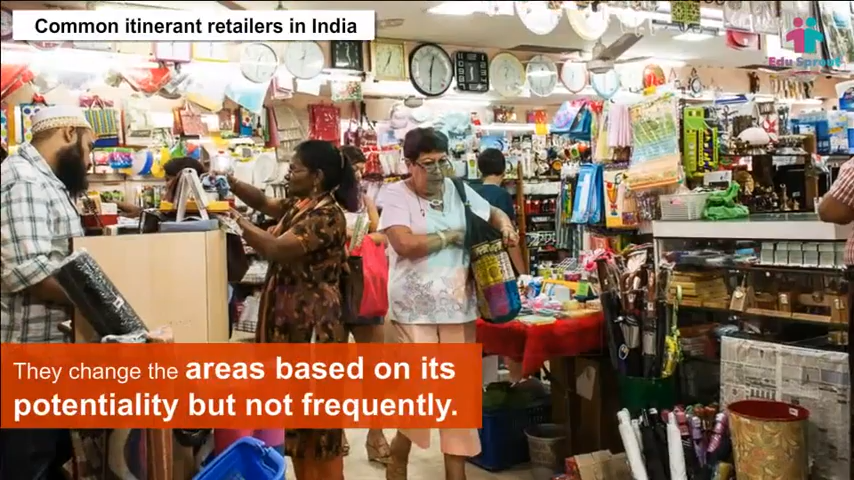 Common itinerant retailers in India
Edu Sprout
They change the areas based on its
potentiality but not frequently.